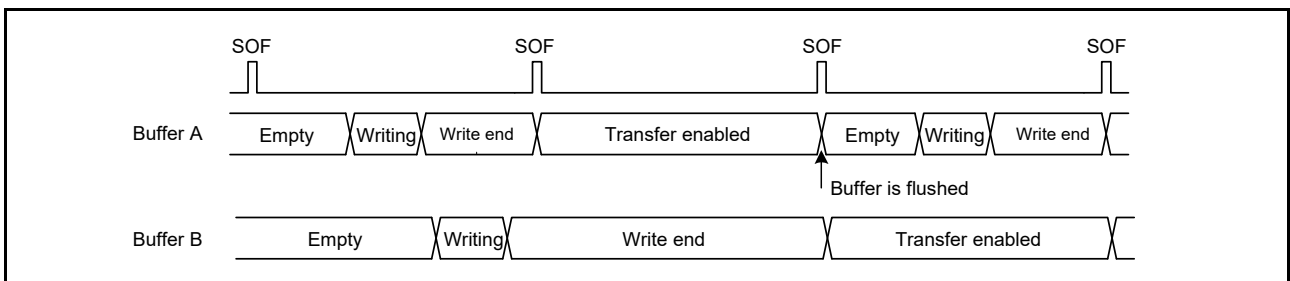 SOF SOF SOF SOF
Buffer A Empty Writing Write end Transfer enabled Empty Writing Write end
Buffer is flushed
Buffer B Empty Writing Write end Transfer enabled